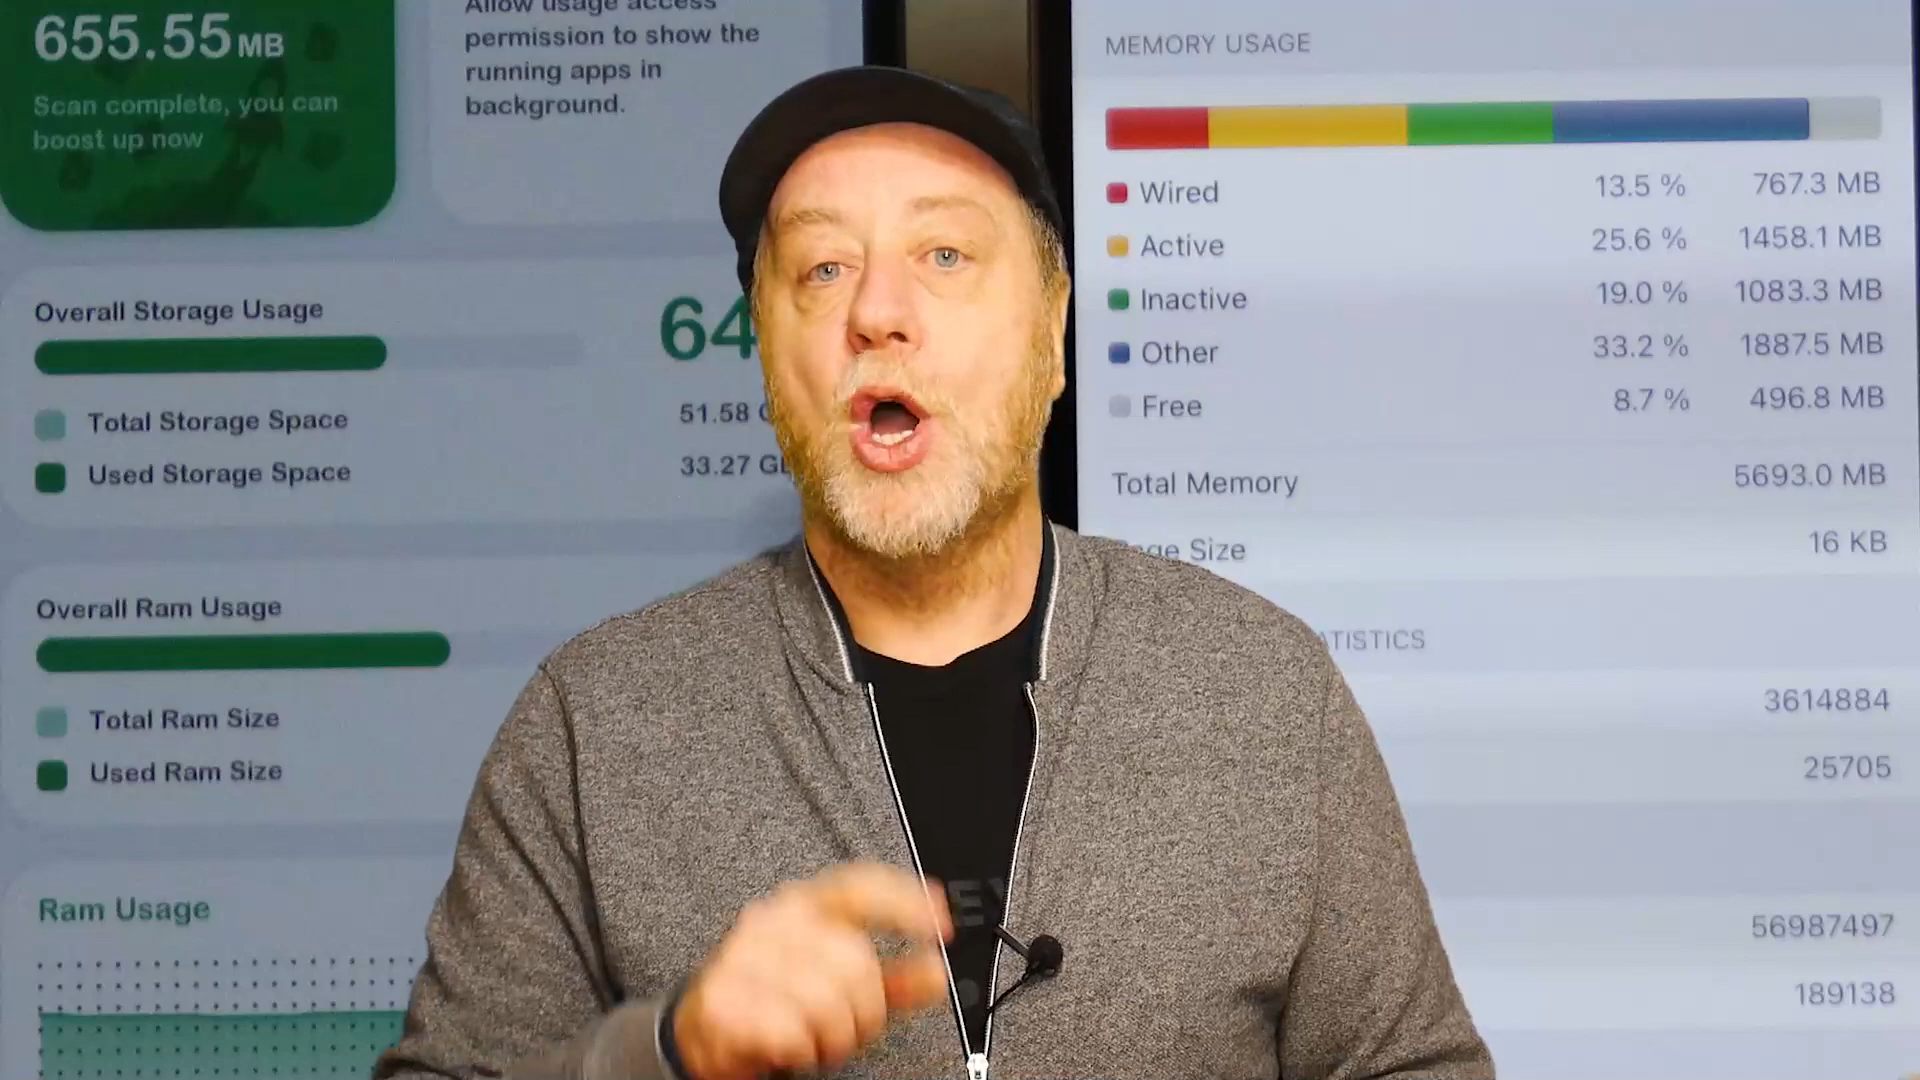 655.55 MB
Scan complete, you can
boost up now
Allow usage access
permission to show the
running apps in
background.
Overall Storage Usage
64
Total Storage Space 51.58
Used Storage Space 33.27
Overall Ram Usage
Total Ram Size
Used Ram Size
Ram Usage
MEMORY USAGE
Wired 13.5 % 767.3 MB
Active 25.6 % 1458.1 MB
Inactive 19.0 % 1083.3 MB
Other 33.2 % 1887.5 MB
Free 8.7 % 496.8 MB
Total Memory 5693.0 MB
Size 16 KB
3614884
25705
56987497
189138